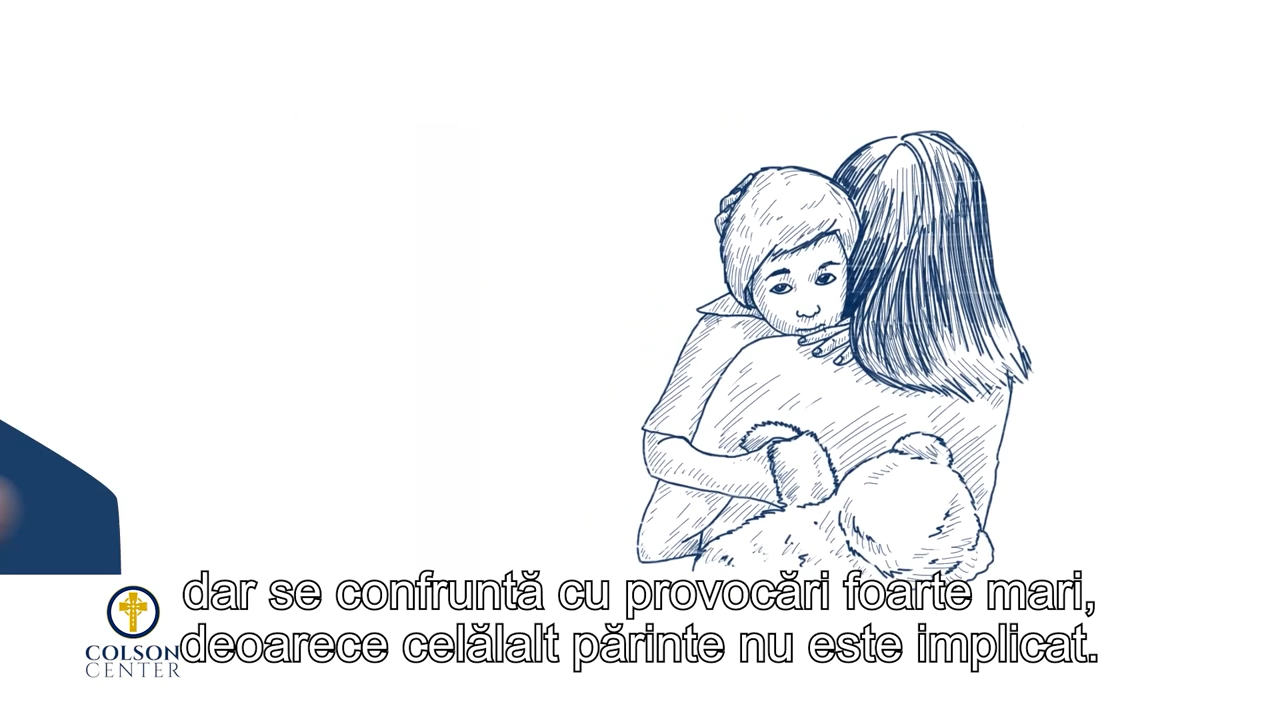 dar se confruntă cu provocări foarte mari,
deoarece celălalt părinte nu este implicat.
COLSON
CENTER